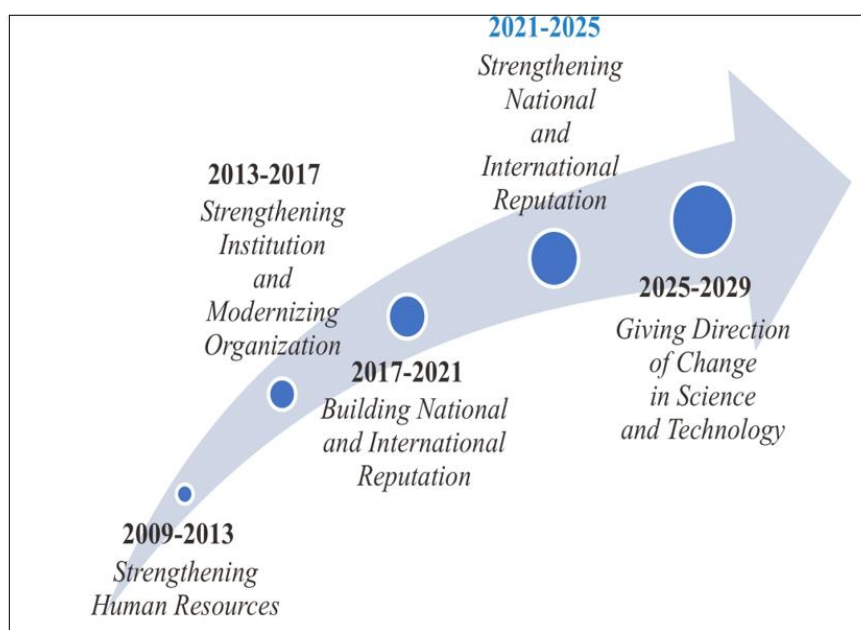 2009-2013
Strengthening
Human Resources
2013-2017
Strengthening
Institution
and
Modernizing
Organization
2017-2021
Building National
and International
Reputation
2021-2025
Strengthening
National
and
International
Reputation
2025-2029
Giving Direction
of Change
in Science
and Technology